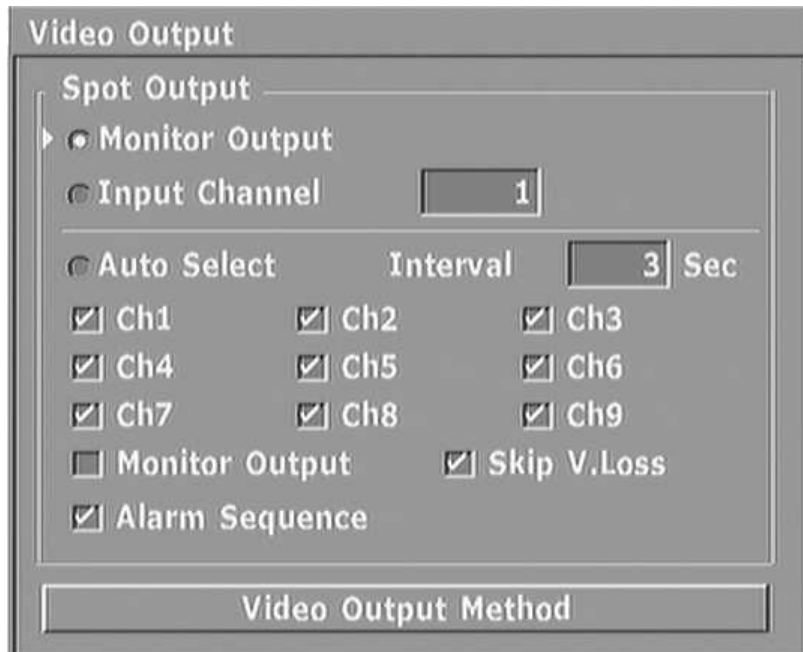 Video Output
Spot Output
Monitor Output
Input Channel 1
Auto Select Interval 3 Sec
Ch1 Ch2 Ch3
Ch4 Ch5 Ch6
Ch7 Ch8 Ch9
Monitor Output Skip V.Loss
Alarm Sequence
Video Output Method